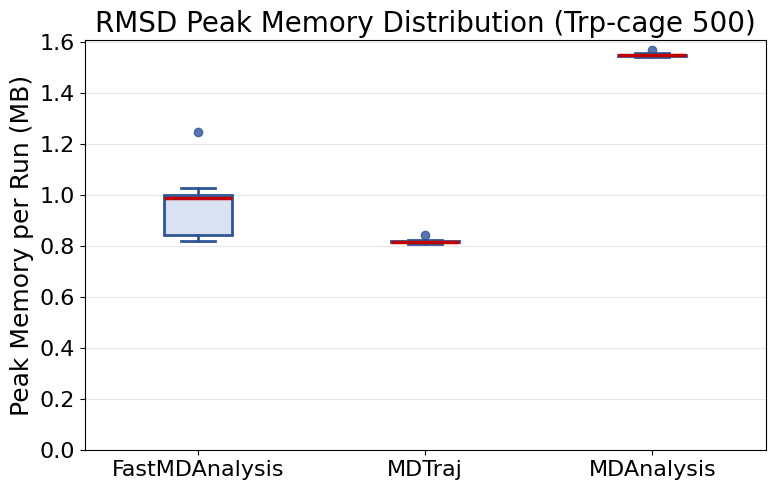 RMSD Peak Memory Distribution (Trp-cage 500)
Peak Memory per Run (MB)
1.6
1.4
1.2
1.0
0.8
0.6
0.4
0.2
0.0
FastMDAnalysis
MDTraj
MDAnalysis